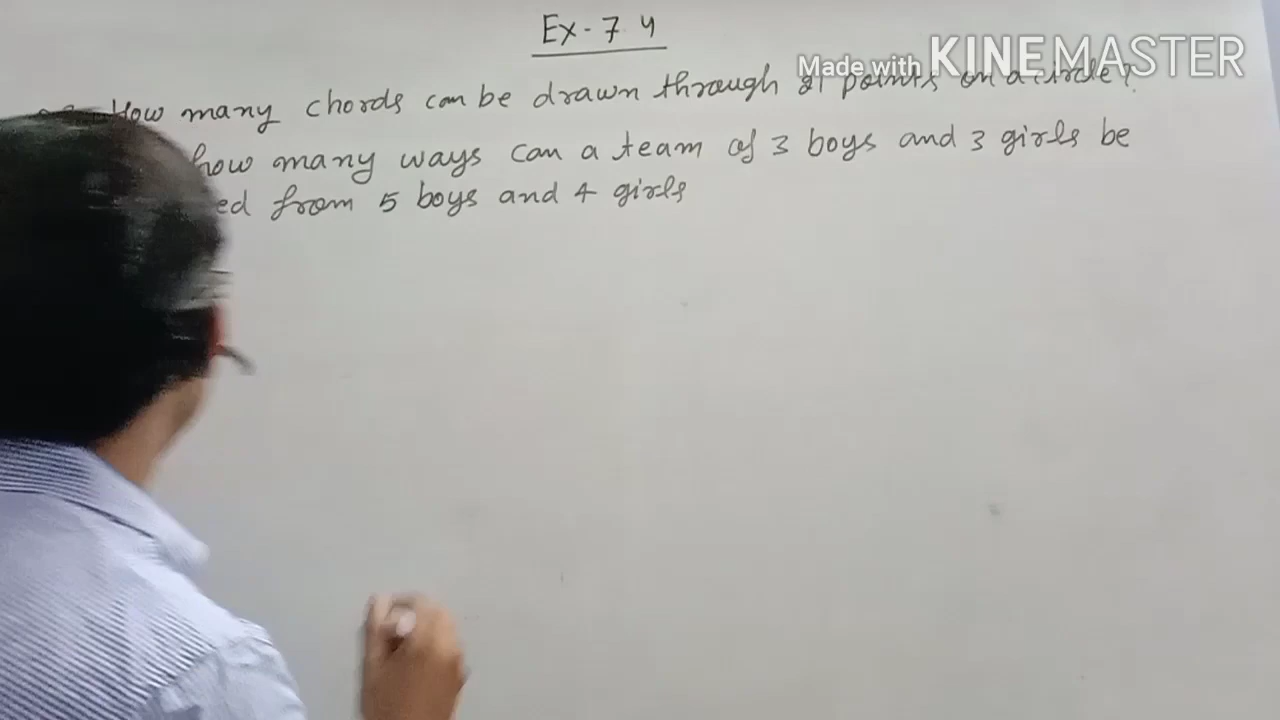 Ex- 7.4
Made with KINEMASTER
How many chords can be drawn through 21 points on a circle?
how many ways can a team of 3 boys and 3 girls be
ed from 5 boys and 4 girls